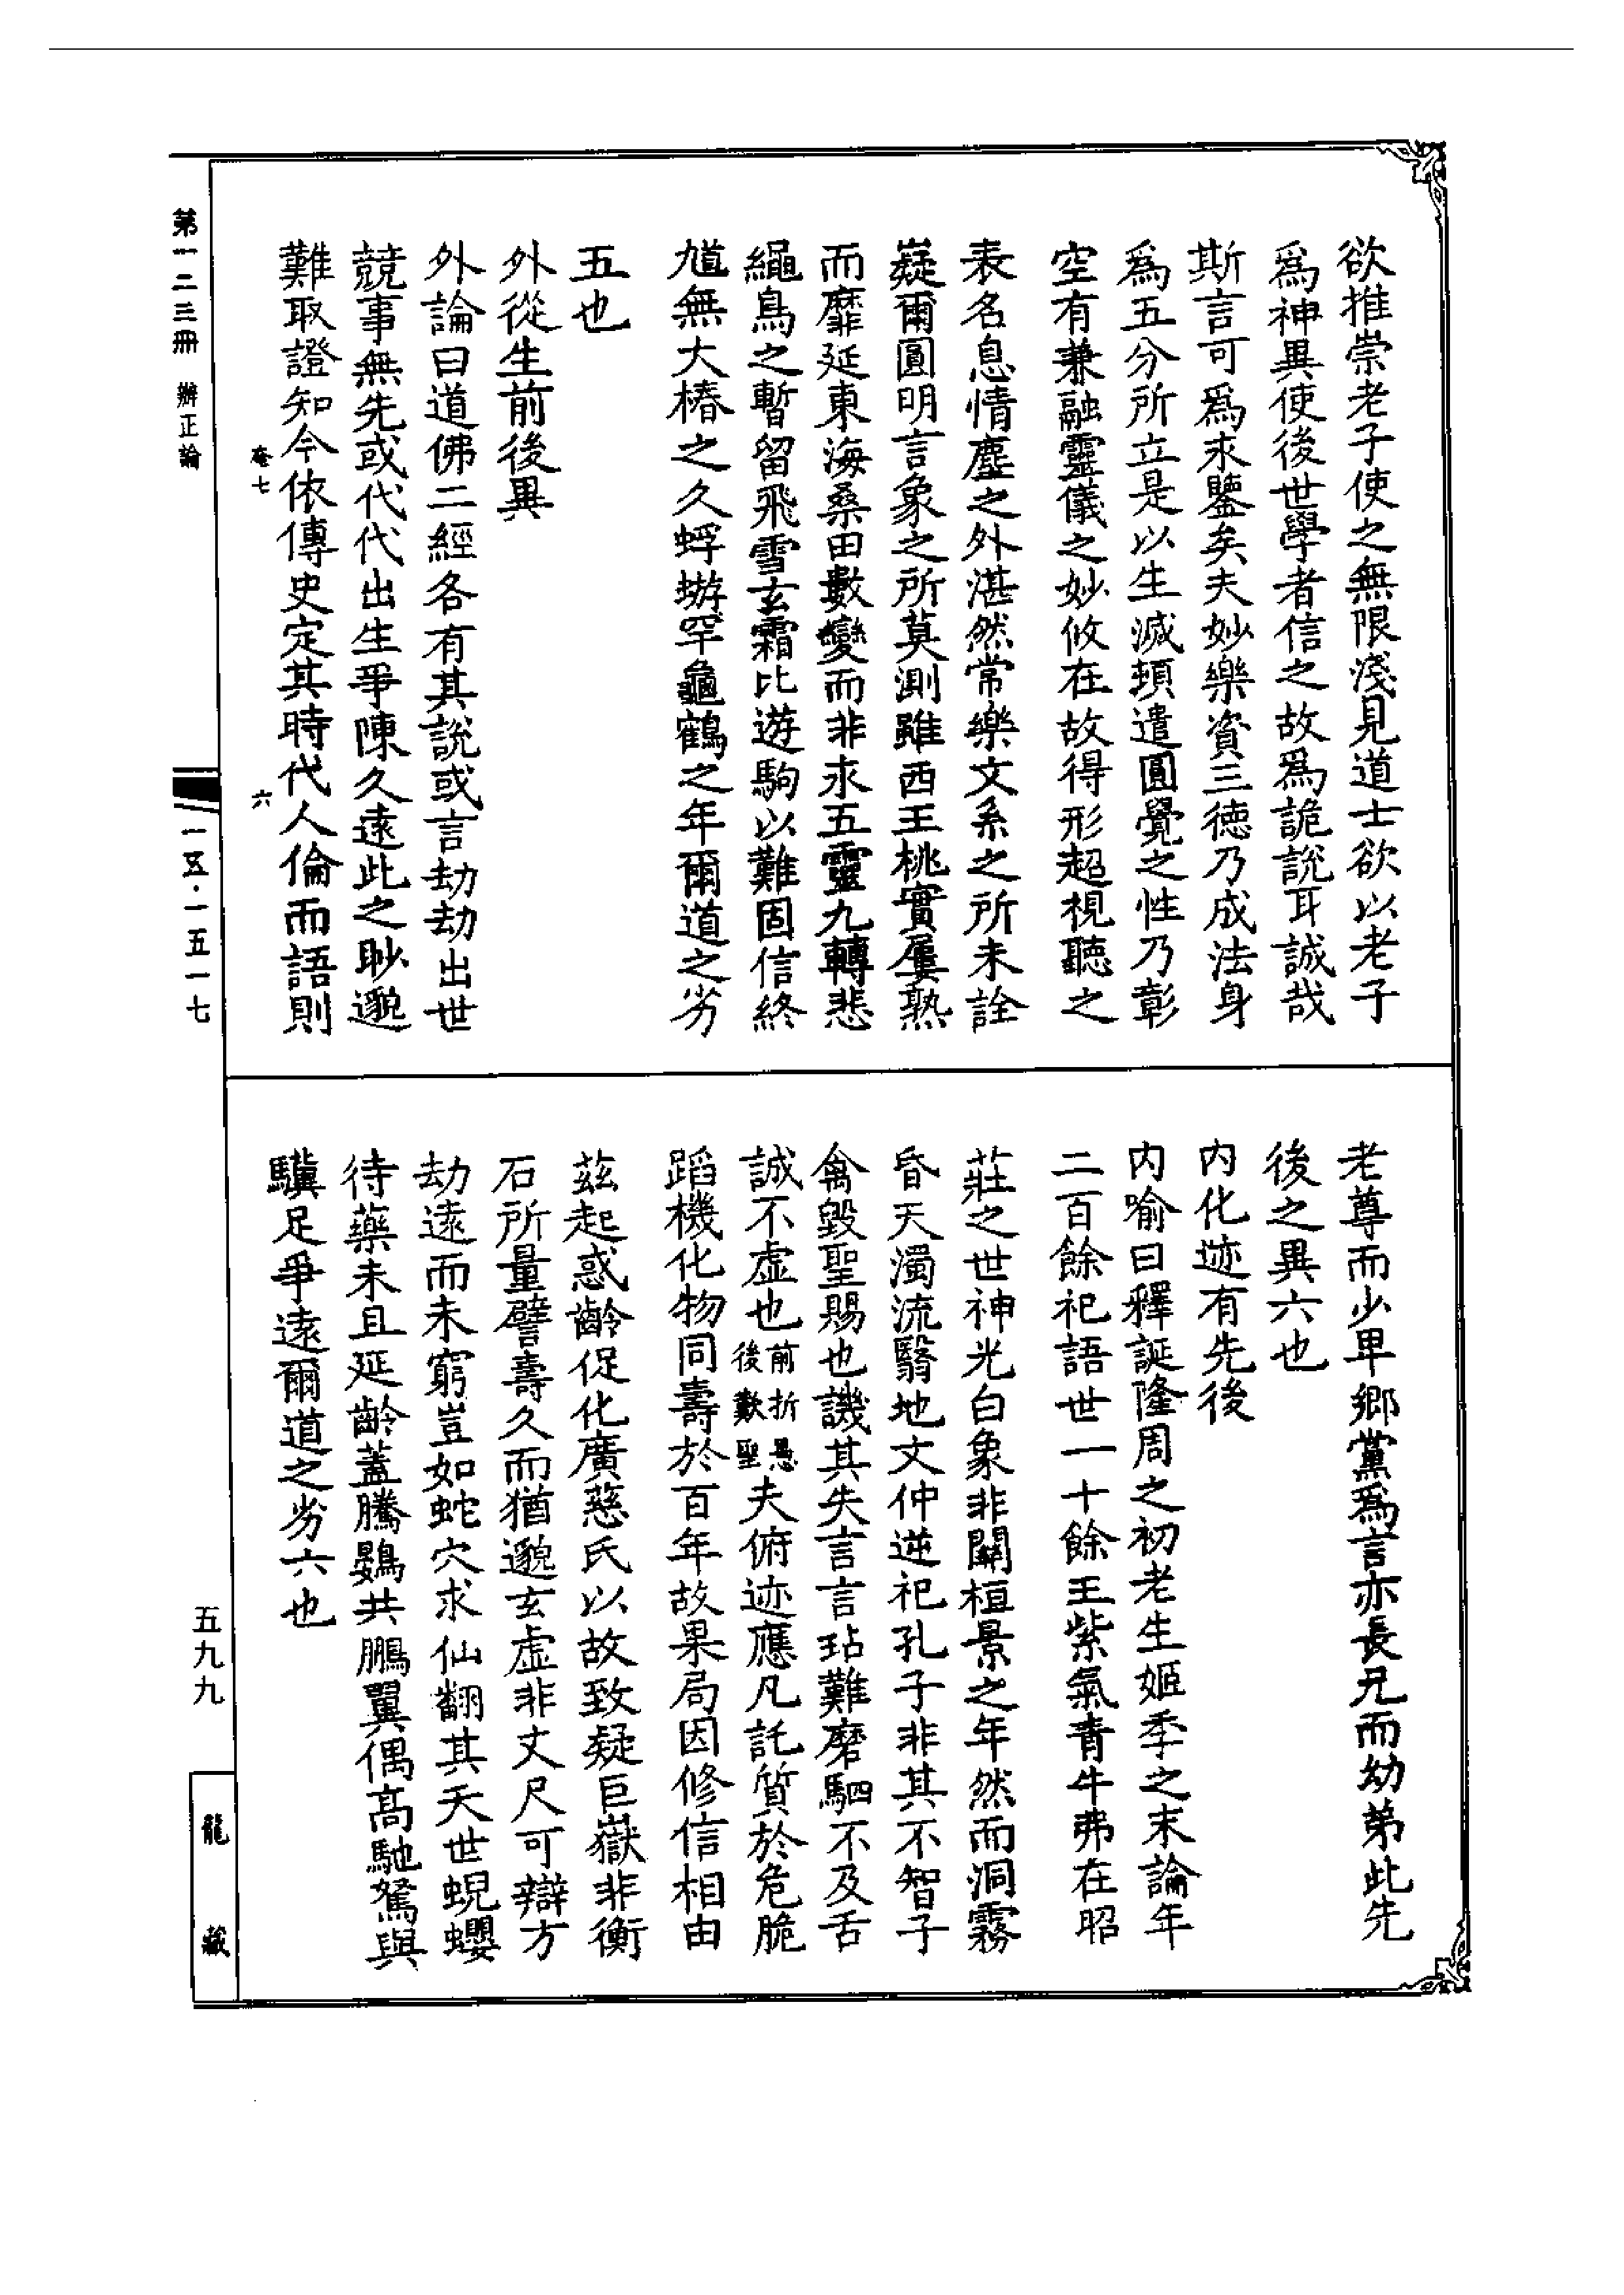 欲推崇老子使之無限淺見道士欲以老子
爲神異使後世學者信之故爲詭說耳誠哉
斯言可爲求鑒矣夫妙樂資三德乃成法身
爲五分所立是以生滅頓遣圓覺之性乃彰
空有兼融靈儀之妙攸在故得形超視聽之
表名息情塵之外湛然常樂文系之所未詮
嶷爾圓明言象之所莫測雖西王桃實屢熟
而靡延東海桑田數變而非永五靈九轉悲
繩鳥之暫留飛雪玄霜比遊駒以難固信終
馗無大椿之久蜉蝣罕龜鶴之年爾道之劣
五也
外從生前後異
外論曰道佛二經各有其說或言劫劫出世
競事無先或代代出生爭陳久遠此之眇邈
難取證知今依傳史定其時代人倫而語則
老尊而少卑鄉黨爲言亦長兄而幼弟此先
後之異六也
内化迹有先後
内喻曰釋誕隆周之初老生姬季之末論年
二百餘祀語世一十餘王紫氣青牛弗在昭
莊之世神光白象非關桓景之年然而洞霧
昏天濁流翳地文仲逆祀孔子非其不智子
禽毀聖賜也譏其失言言玷難磨駟不及舌
誠不虛也前折愚後歎聖夫俯迹應凡託質於危脆
蹈機化物同壽於百年故果局因修信相由
茲起惑齡促化廣慈氏以故致疑巨嶽非衡
石所量譬壽久而猶邈玄虛非丈尺可辯方
劫遠而未窮豈如蛇穴求仙翻其夭世蜺蠳
待藥未且延齡蓋騰鷃共鵬翼偶高馳駑與
驥足爭遠爾道之劣六也
第一二三冊 辦正論
菴七
六
一五·一五一七
五九九
龍藏